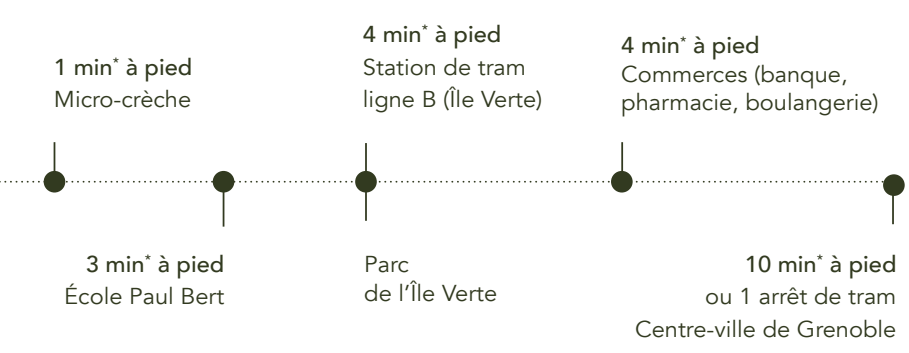 1 min* à pied
Micro-crèche
3 min* à pied
École Paul Bert
4 min* à pied
Station de tram
ligne B (Île Verte)
Parc
de l'Île Verte
4 min* à pied
Commerces (banque,
pharmacie, boulangerie)
10 min* à pied
ou 1 arrêt de tram
Centre-ville de Grenoble